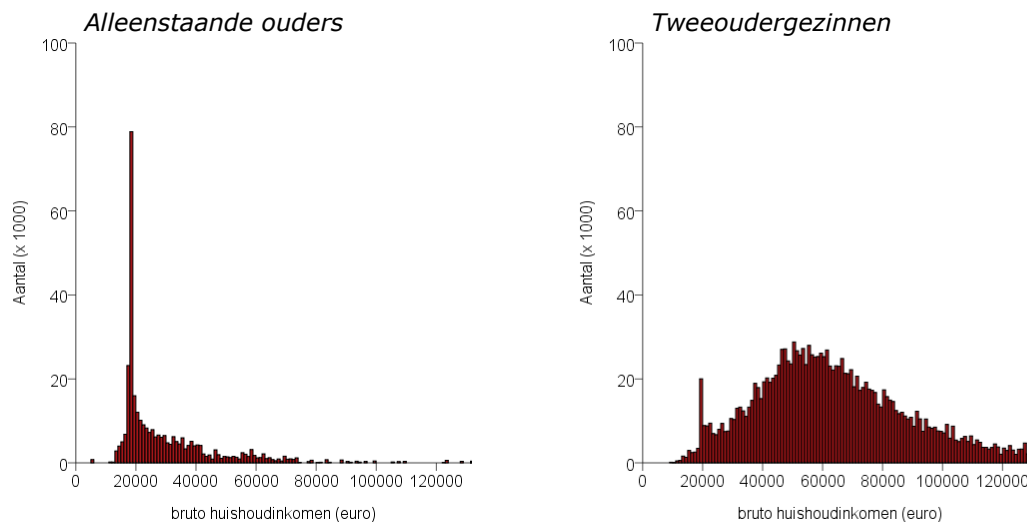 Alleenstaande ouders
100
80
60
40
20
0
Aantal (x 1000)
0 20000 40000 60000 80000 100000 120000
bruto huishoudinkomen (euro)
Tweeoudergezinnen
100
80
60
40
20
0
Aantal (x 1000)
0 20000 40000 60000 80000 100000 120000
bruto huishoudinkomen (euro)